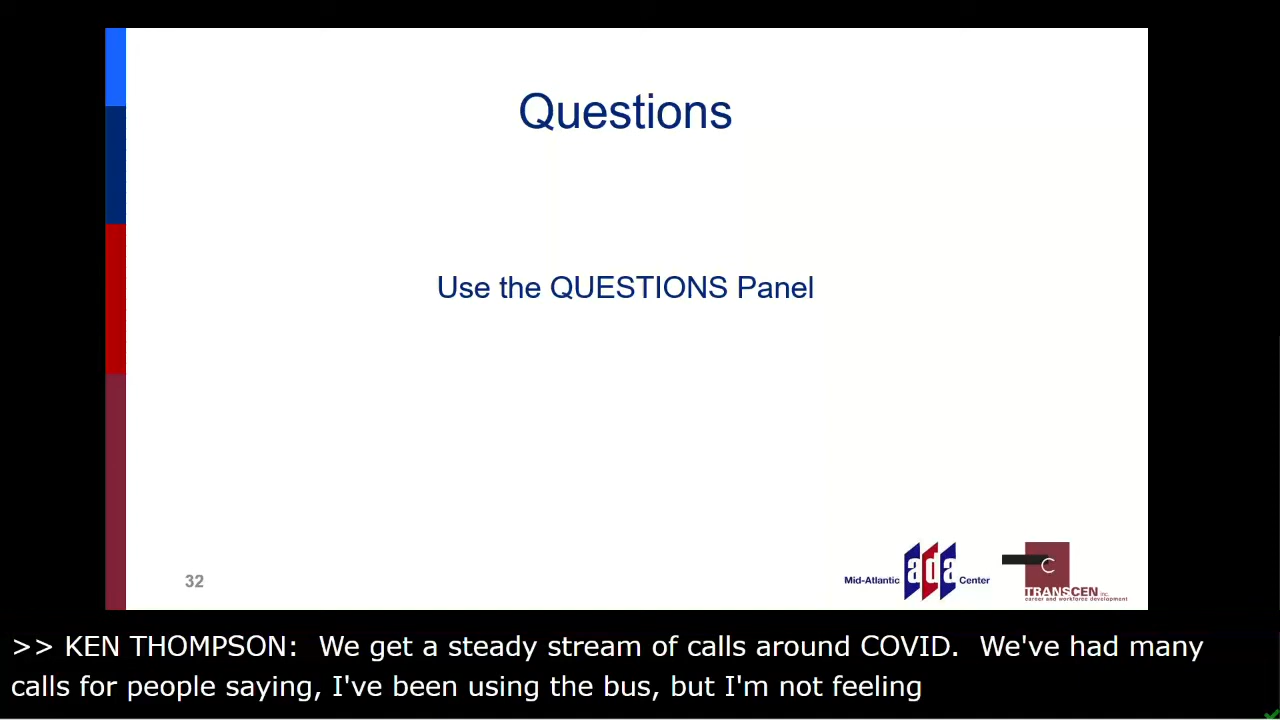 Questions
Use the QUESTIONS Panel
32
Mid-Atlantic ada Center
C
TRANSCEN inc.
career and workforce development
>> KEN THOMPSON:  We get a steady stream of calls around COVID.  We've had many
calls for people saying, I've been using the bus, but I'm not feeling